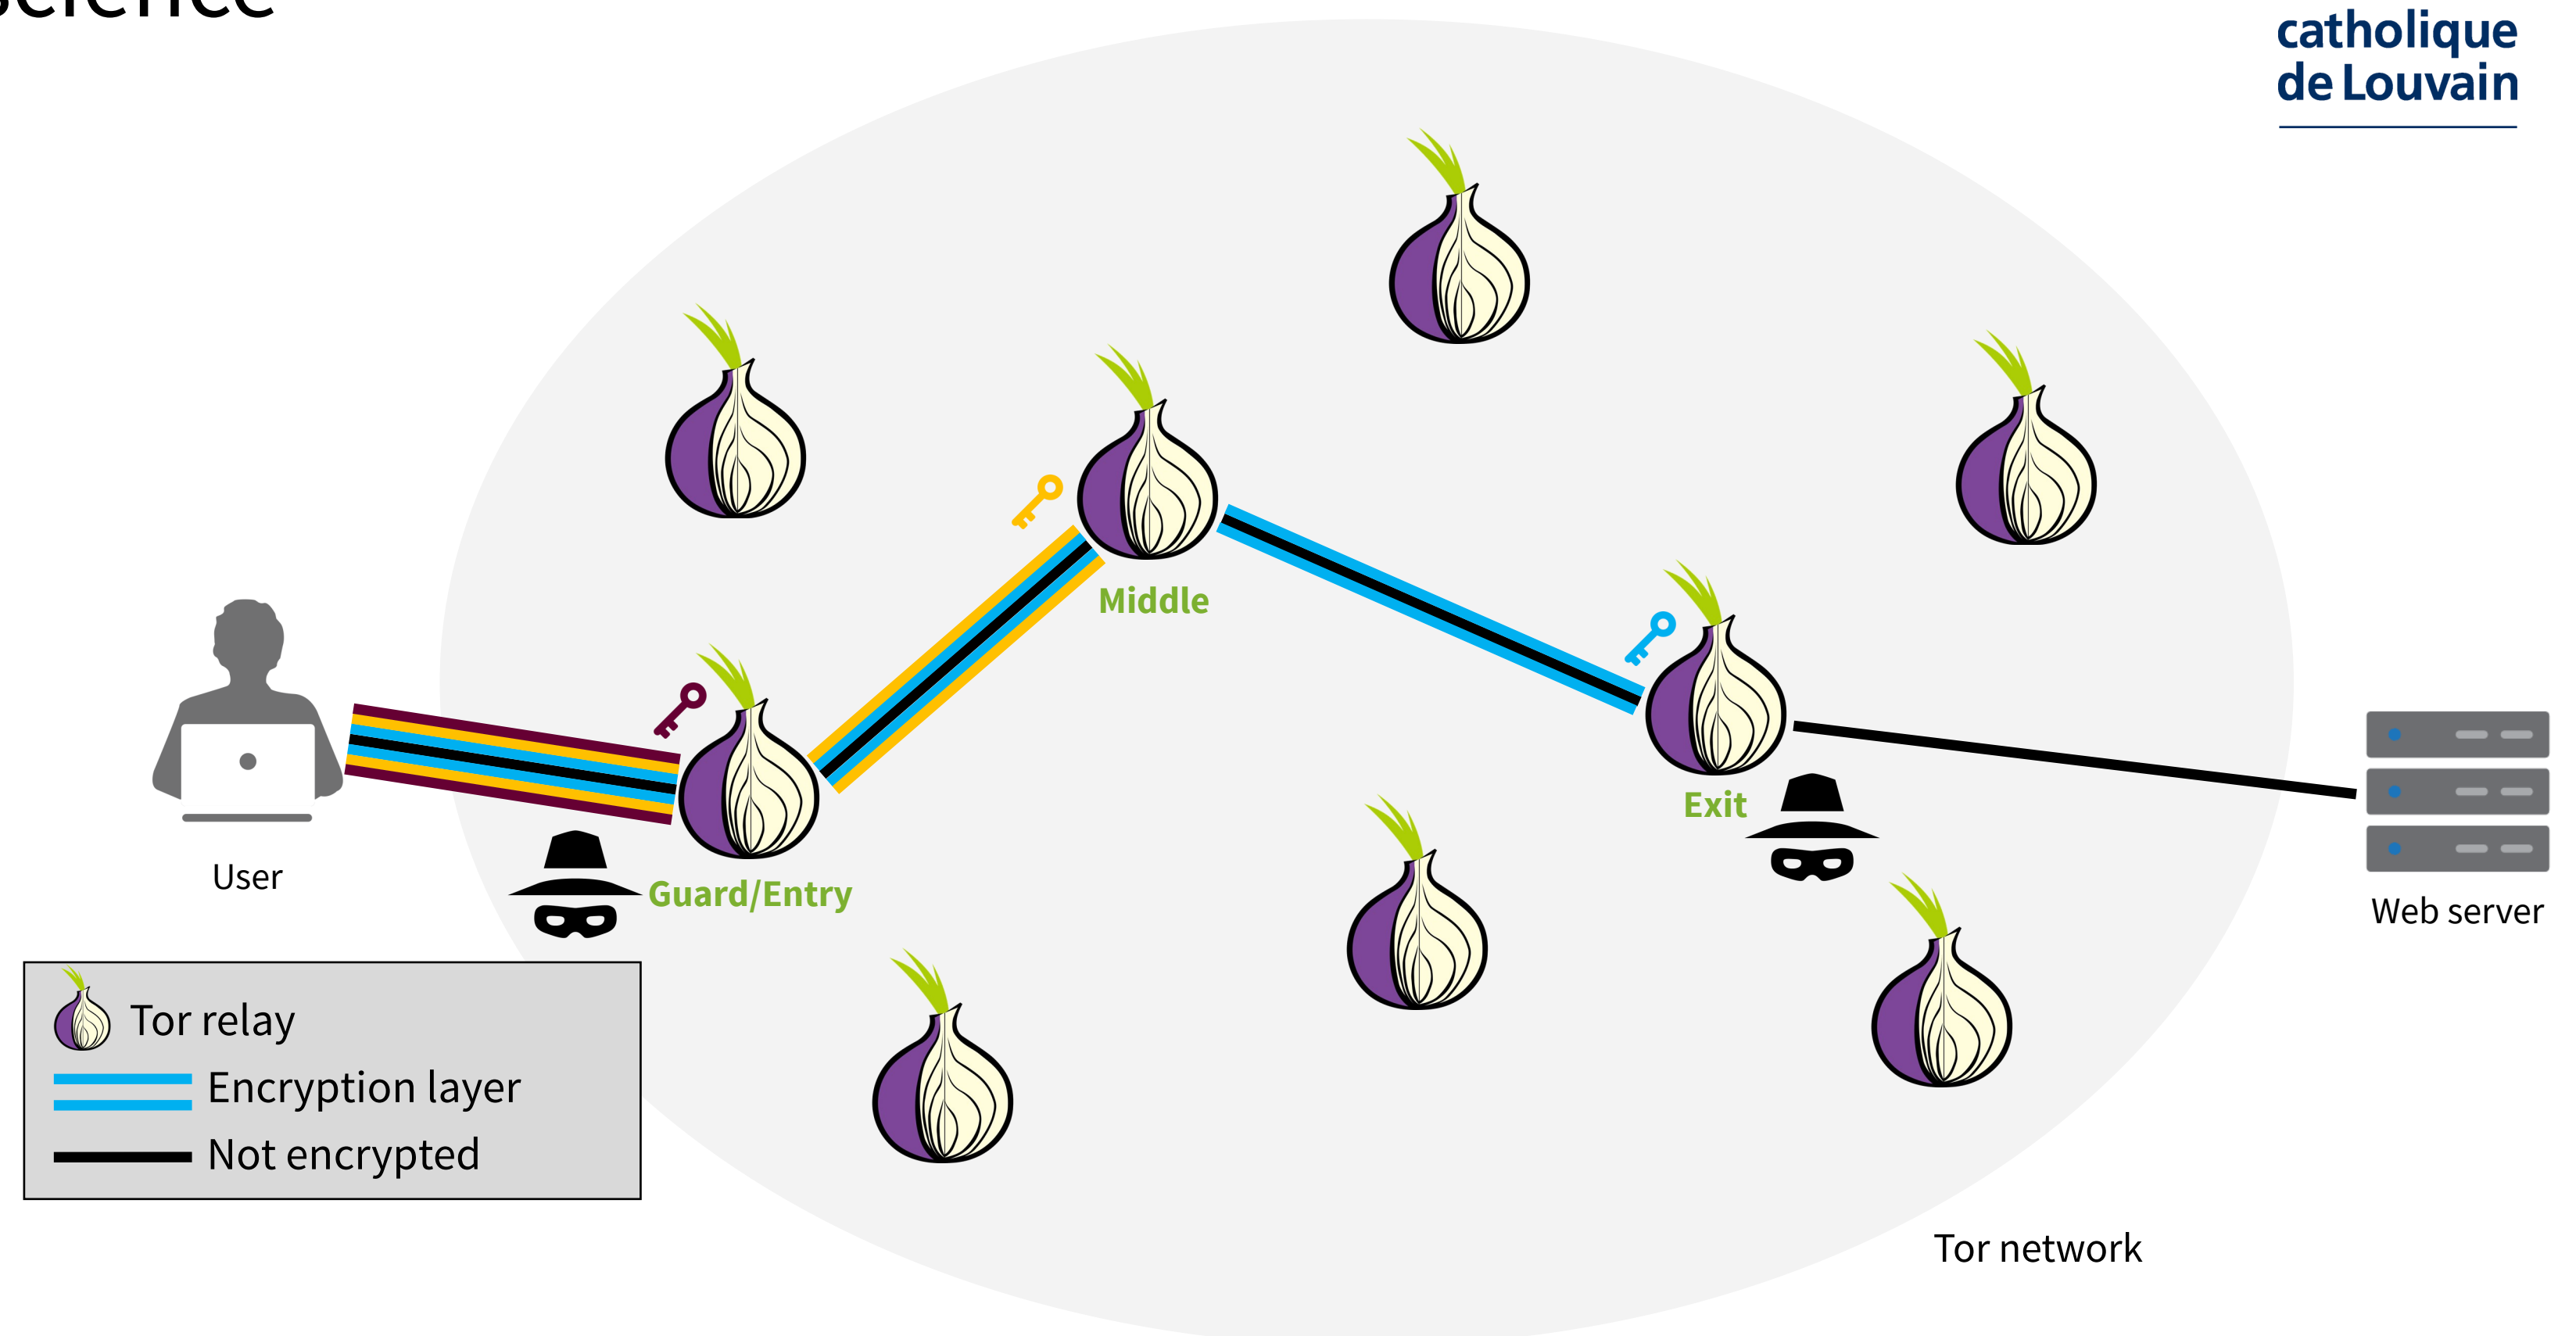 catholique
de Louvain
Middle
Exit
User
Guard/Entry
Web server
Tor relay
Encryption layer
Not encrypted
Tor network